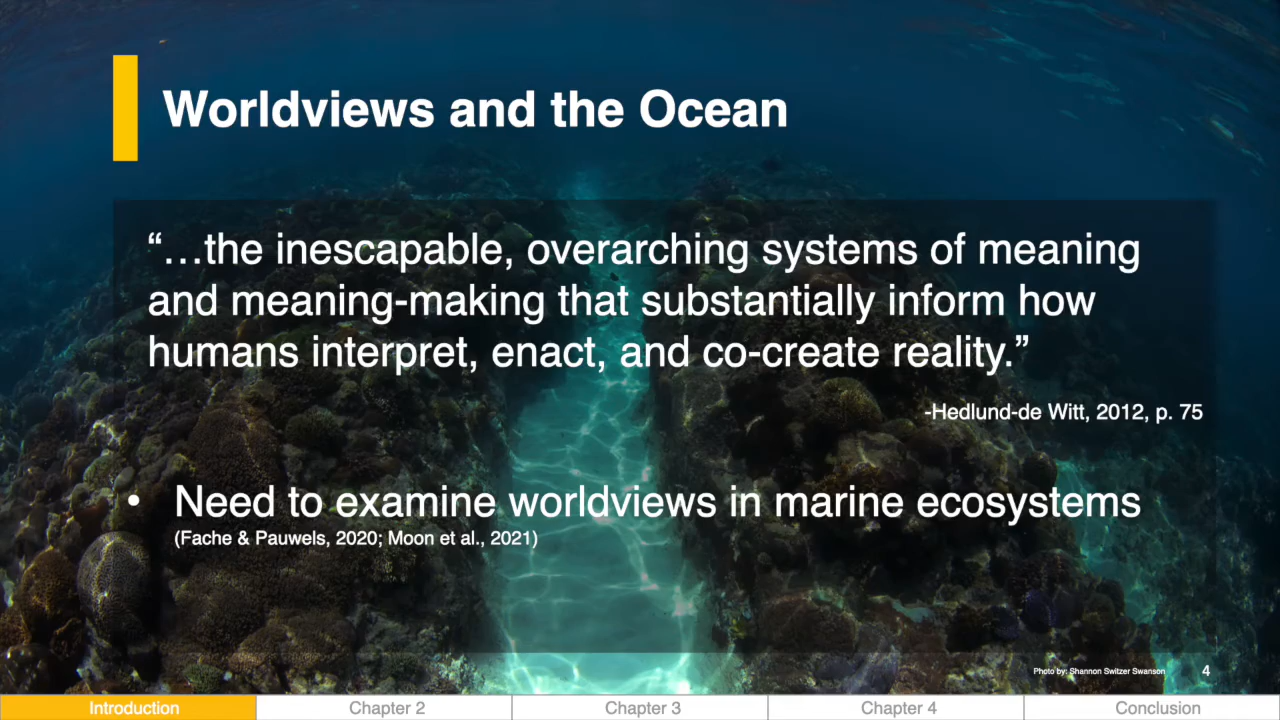 Worldviews and the Ocean
“…the inescapable, overarching systems of meaning
and meaning-making that substantially inform how
humans interpret, enact, and co-create reality.”
-Hedlund-de Witt, 2012, p. 75
• Need to examine worldviews in marine ecosystems
(Fache & Pauwels, 2020; Moon et al., 2021)
Photo by: Shannon Switzer Swanson
4
Introduction
Chapter 2
Chapter 3
Chapter 4
Conclusion